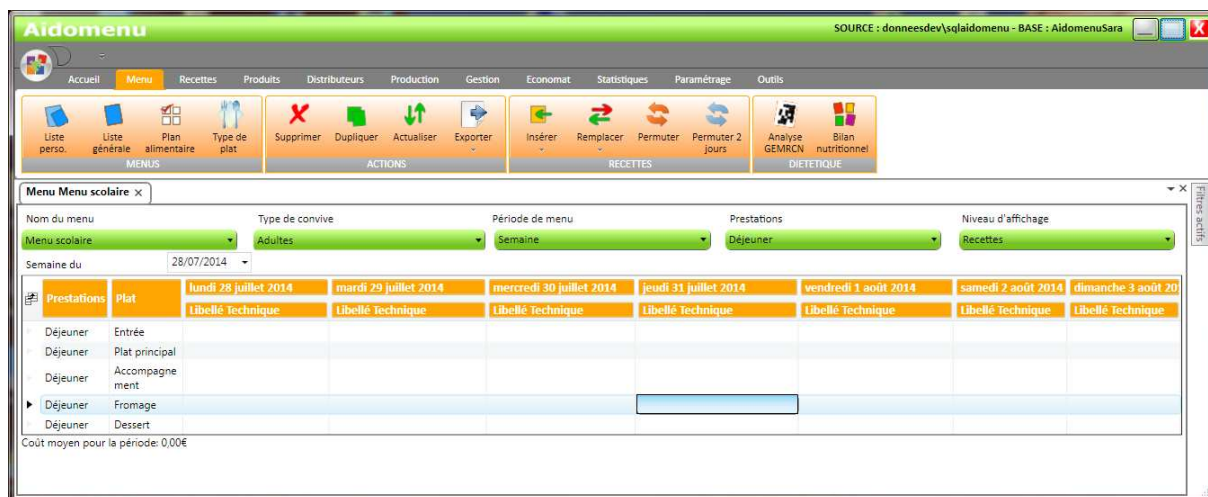 Aidomenu
SOURCE : donneesdev\sqlaidomenu - BASE : AidomenuSara
Accueil Menu Recettes Produits Distributeurs Production Gestion Economat Statistiques Paramétrage Outils
Liste perso. Liste générale Plan alimentaire Type de plat Supprimer Dupliquer Actualiser Exporter Insérer Remplacer Permuter Permuter 2 jours Analyse GEMRCN Bilan nutritionnel
MENUS ACTIONS RECETTES DIETETIQUE
Menu Menu scolaire ×
Filtres actifs
Nom du menu Type de convive Période de menu Prestations Niveau d'affichage
Menu scolaire Adultes Semaine Déjeuner Recettes
Semaine du 28/07/2014
Prestations Plat lundi 28 juillet 2014 mardi 29 juillet 2014 mercredi 30 juillet 2014 jeudi 31 juillet 2014 vendredi 1 août 2014 samedi 2 août 2014 dimanche 3 août 20
Libellé Technique Libellé Technique Libellé Technique Libellé Technique Libellé Technique Libellé Technique Libellé Technique
Déjeuner Entrée
Déjeuner Plat principal
Déjeuner Accompagne
ment
Déjeuner Fromage
Déjeuner Dessert
Coût moyen pour la période: 0,00€